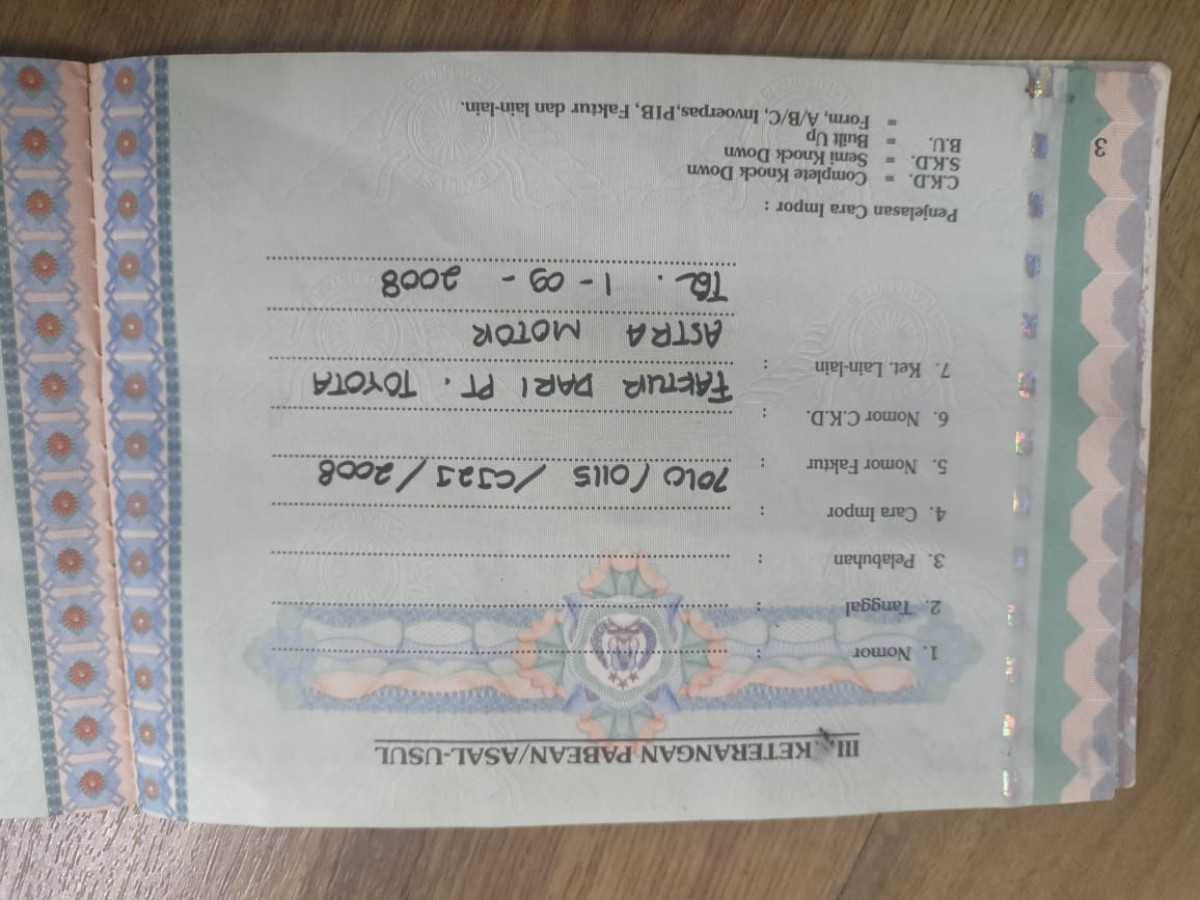 III. KETERANGAN PABEAN/ASAL-USUL
1. Nomor :
2. Tanggal :
3. Pelabuhan :
4. Cara Impor :
5. Nomor Faktur : 7010/0115/CJ2J/2008
6. Nomor C.K.D. :
7. Ket. Lain-lain : FAKTUR DARI PT. TOYOTA
ASTRA MOTOR
TGL. 1-09-2008
Penjelasan Cara Impor :
C.K.D. = Complete Knock Down
S.K.D. = Semi Knock Down
B.U. = Built Up
= Form, A/B/C, Invoerpas,PIB, Faktur dan lain-lain.
3